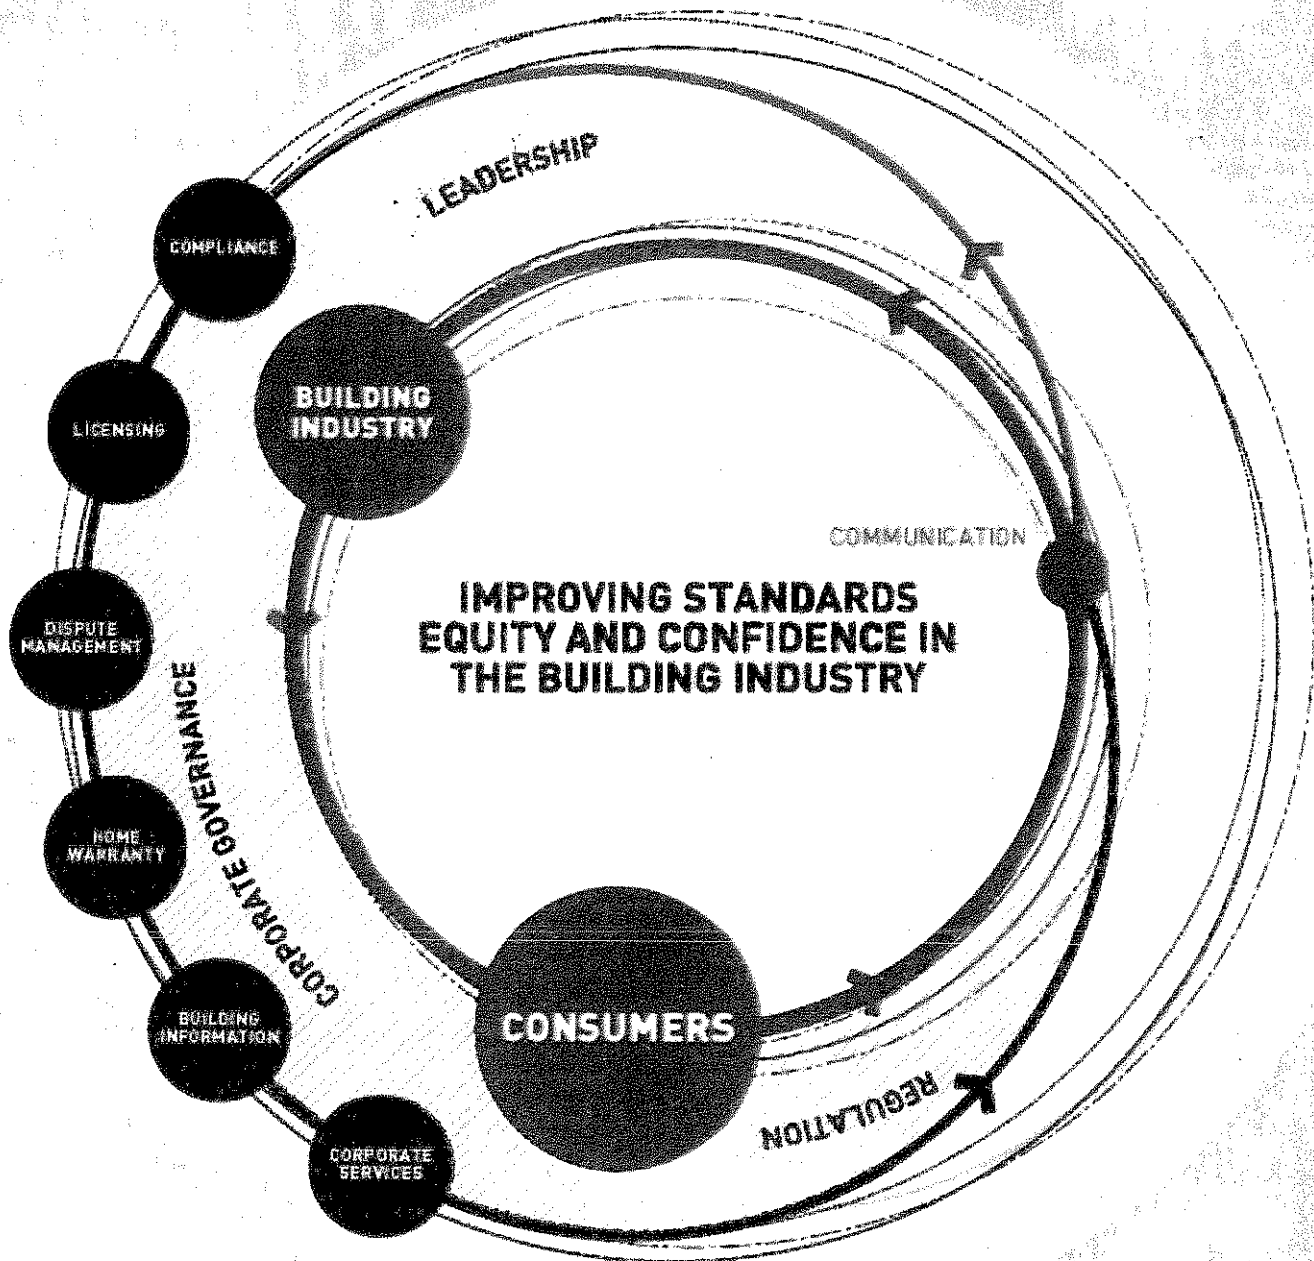 LEADERSHIP
COMPLIANCE
BUILDING
INDUSTRY
LICENSING
COMMUNICATION
IMPROVING STANDARDS
EQUITY AND CONFIDENCE IN
THE BUILDING INDUSTRY
DISPUTE
MANAGEMENT
CORPORATE GOVERNANCE
HOME
WARRANTY
BUILDING
INFORMATION
CONSUMERS
REGULATION
CORPORATE
SERVICES